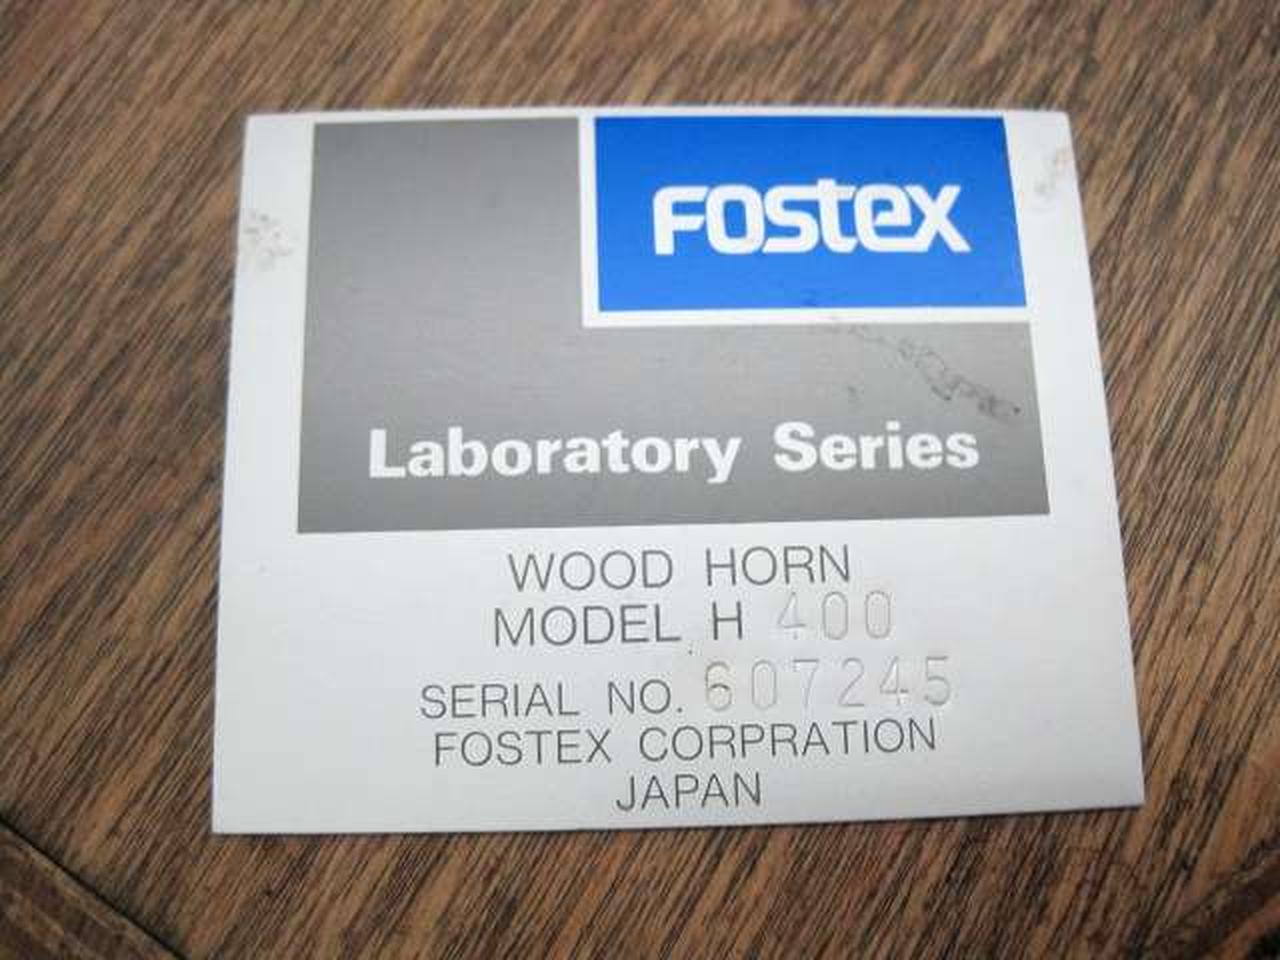 FOSTEX
Laboratory Series
WOOD HORN
MODEL H 400
SERIAL NO. 607245
FOSTEX CORPRATION
JAPAN